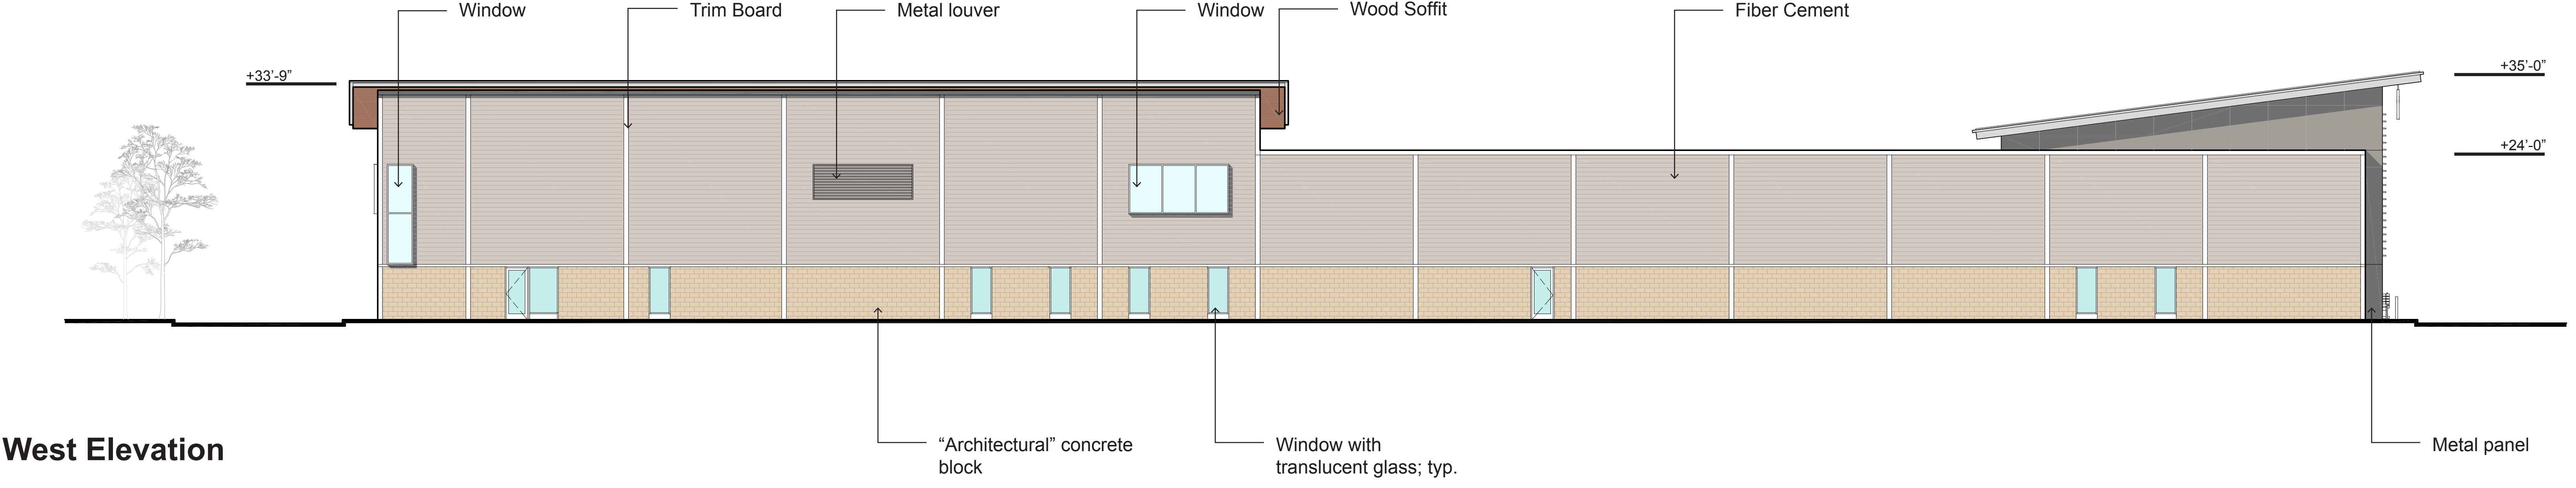 Window
Trim Board
Metal louver
Window
Wood Soffit
Fiber Cement
+33’-9”
+35’-0”
+24’-0”
West Elevation
“Architectural” concrete
block
Window with
translucent glass; typ.
Metal panel